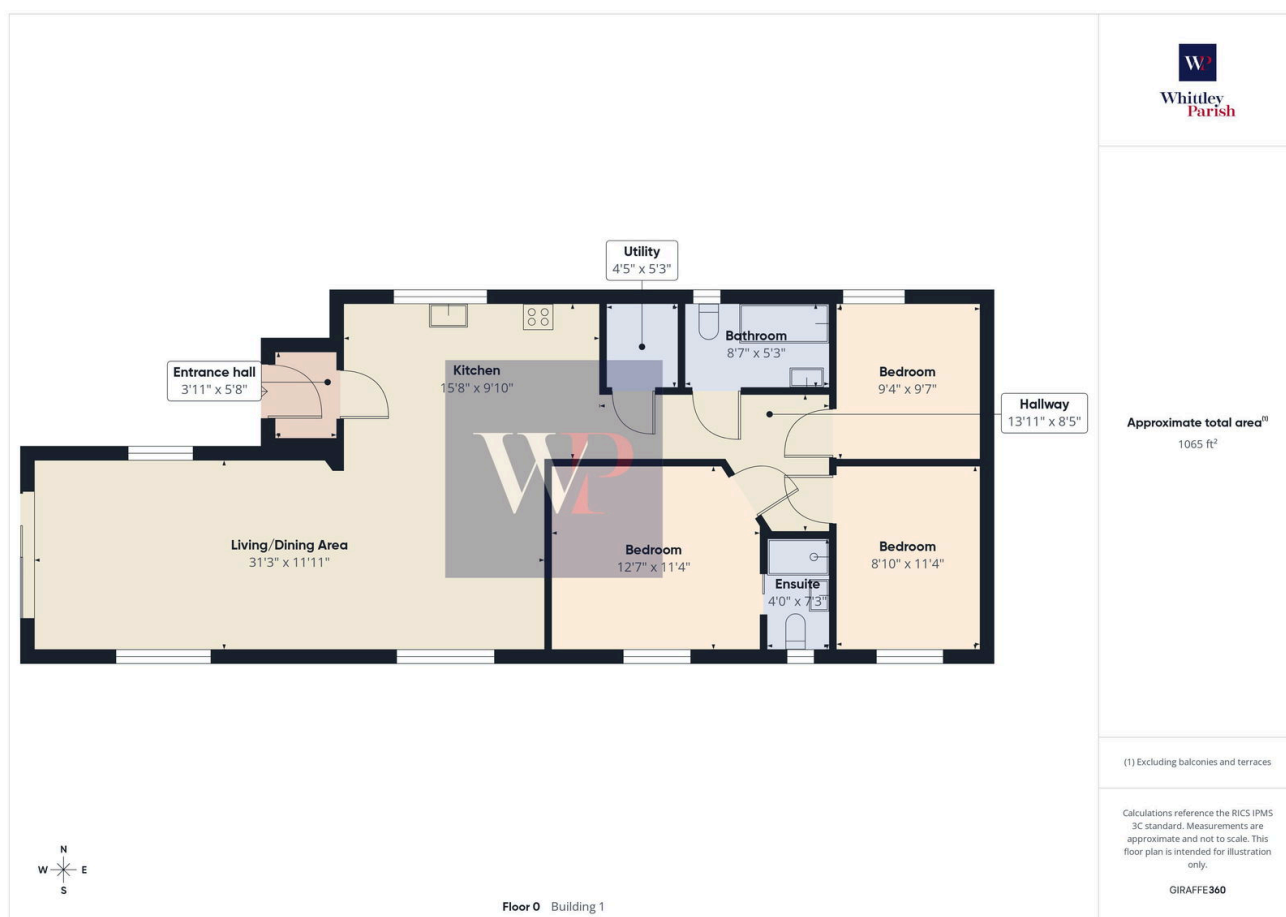 WP
Whittley
Parish
Utility
4'5" x 5'3"
Entrance hall
3'11" x 5'8"
Kitchen
15'8" x 9'10"
Bathroom
8'7" x 5'3"
Bedroom
9'4" x 9'7"
Hallway
13'11" x 8'5"
WP
Living/Dining Area
31'3" x 11'11"
Bedroom
12'7" x 11'4"
Ensuite
4'0" x 7'3"
Bedroom
8'10" x 11'4"
Approximate total area(1)
1065 ft²
(1) Excluding balconies and terraces
Calculations reference the RICS IPMS
3C standard. Measurements are
approximate and not to scale. This
floor plan is intended for illustration
only.
GIRAFFE360
N
W E
S
Floor 0 Building 1